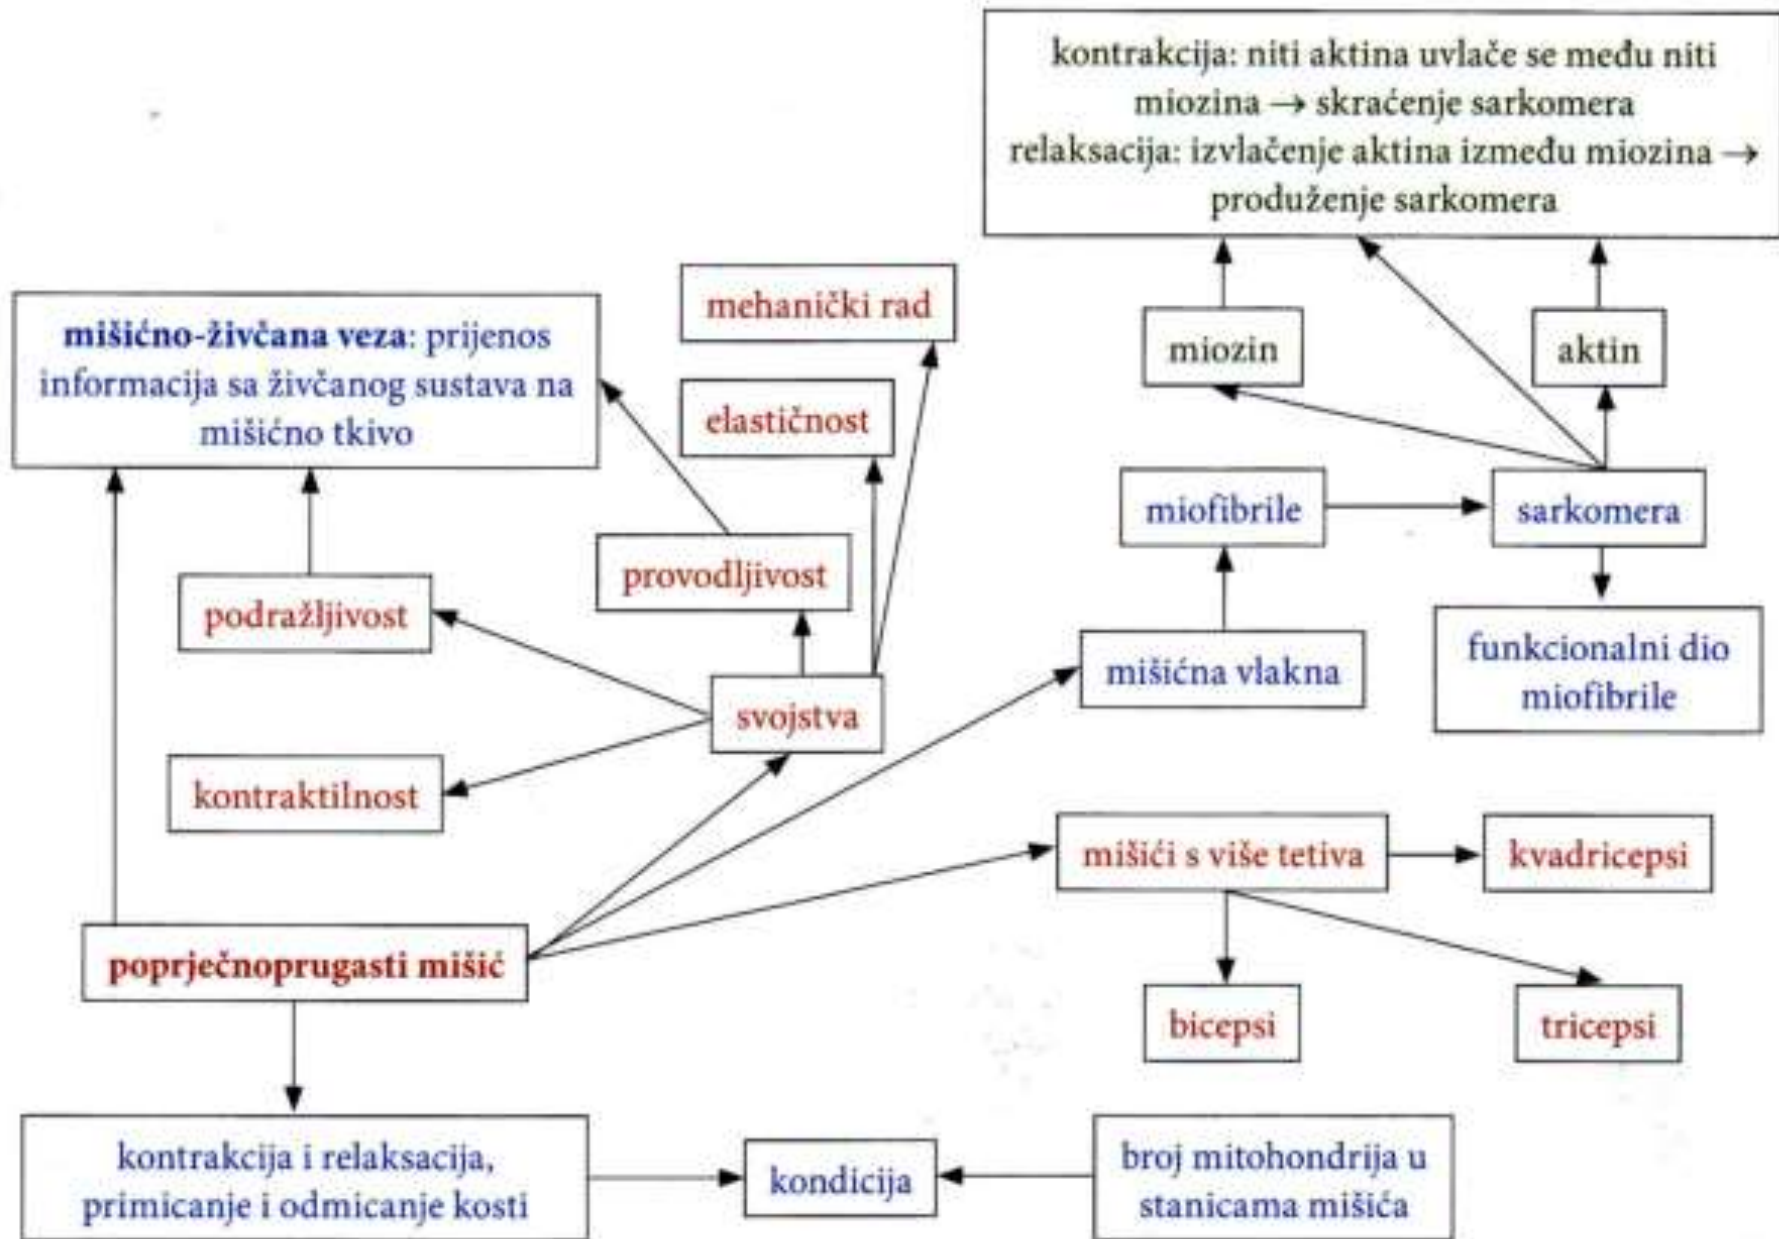 kontrakcija: niti aktina uvlače se među niti
miozina → skraćenje sarkomera
relaksacija: izvlačenje aktina između miozina →
produženje sarkomera
mehanički rad
mišićno-živčana veza: prijenos
informacija sa živčanog sustava na
mišićno tkivo
miozin
aktin
elastičnost
miofibrile
sarkomera
provodljivost
podražljivost
mišićna vlakna
funkcionalni dio
miofibrile
svojstva
kontraktilnost
mišići s više tetiva
kvadricepsi
poprječnoprugasti mišić
bicepsi
tricepsi
kontrakcija i relaksacija,
primicanje i odmicanje kosti
kondicija
broj mitohondrija u
stanicama mišića